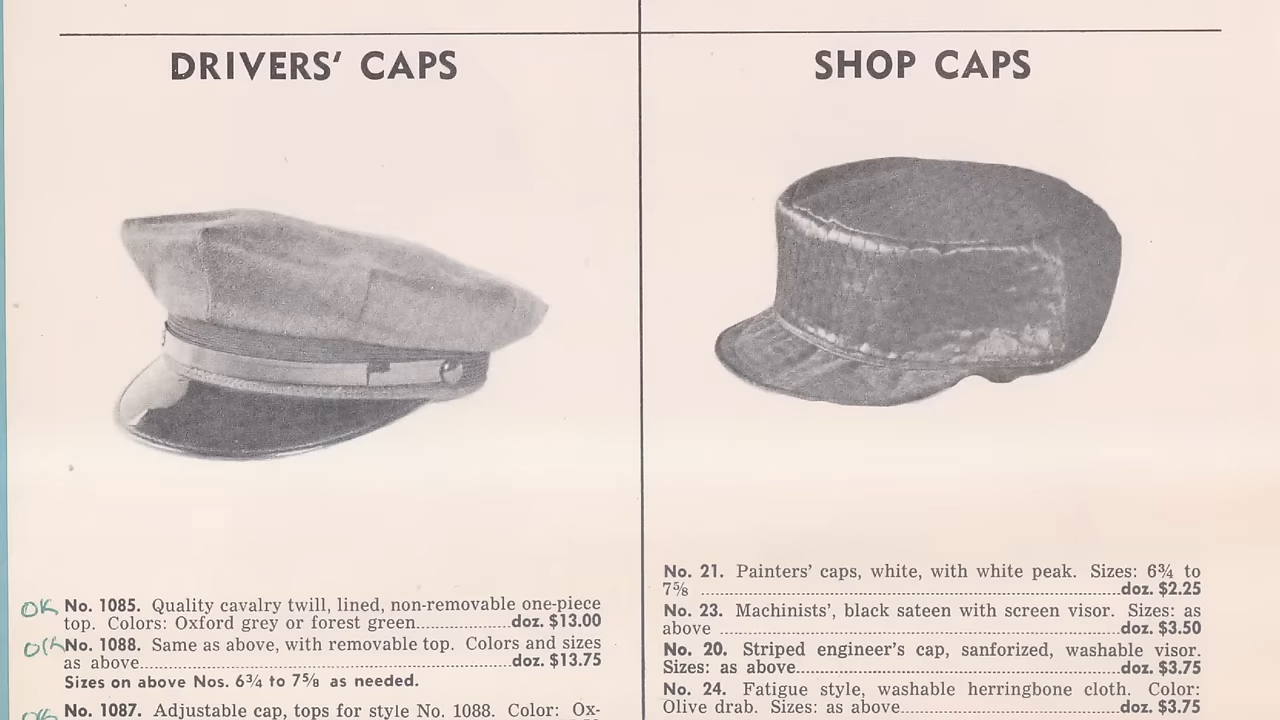 DRIVERS' CAPS
OK No. 1085. Quality cavalry twill, lined, non-removable one-piece
top. Colors: Oxford grey or forest green..............doz. $13.00
OK No. 1088. Same as above, with removable top. Colors and sizes
as above.......................................................doz. $13.75
Sizes on above Nos. 6¾ to 7⅝ as needed.
OK No. 1087. Adjustable cap, tops for style No. 1088. Color: Ox-
SHOP CAPS
No. 21. Painters' caps, white, with white peak. Sizes: 6¾ to
7⅝ ..............................................................doz. $2.25
No. 23. Machinists', black sateen with screen visor. Sizes: as
above ...........................................................doz. $3.50
No. 20. Striped engineer's cap, sanforized, washable visor.
Sizes: as above................................................doz. $3.75
No. 24. Fatigue style, washable herringbone cloth. Color:
Olive drab. Sizes: as above................................doz. $3.75